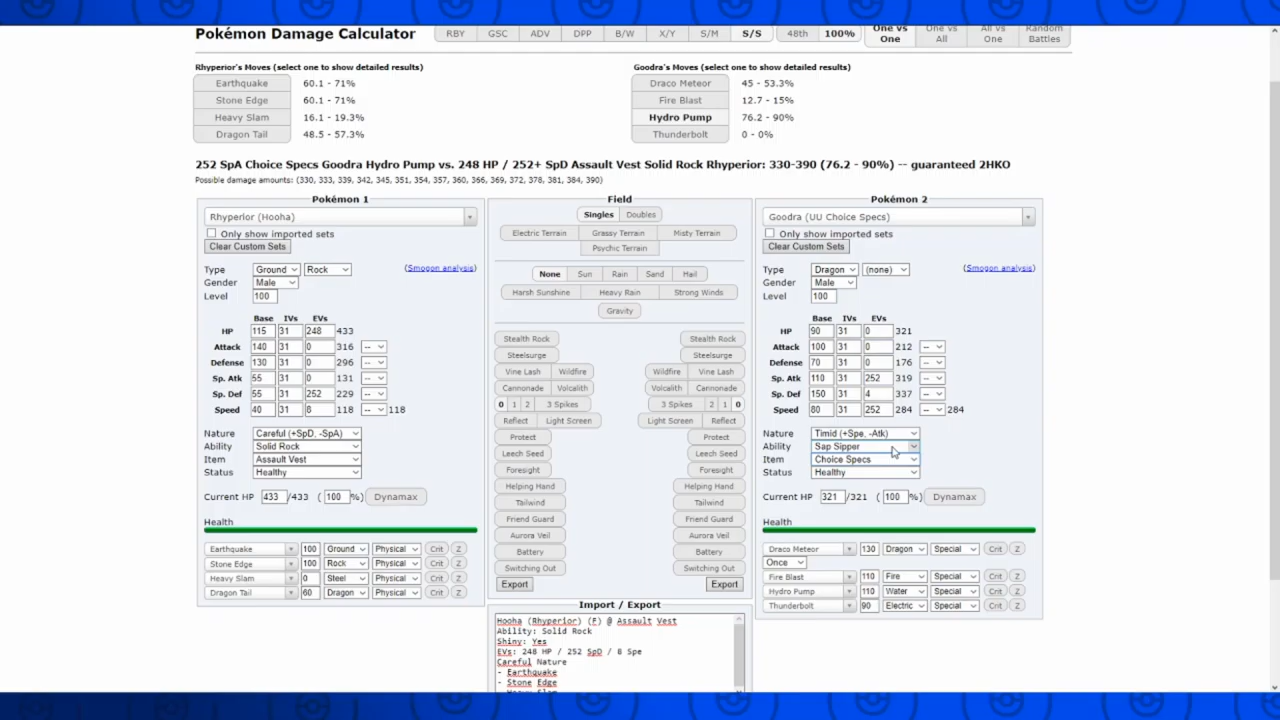 Pokémon Damage Calculator RBY GSC ADV DPP B/W X/Y S/M S/S 48th 100% One vs One One vs All All vs One Random Battles
Rhyperior's Moves (select one to show detailed results) Goodra's Moves (select one to show detailed results)
Earthquake 60.1 - 71% Draco Meteor 45 - 53.3%
Stone Edge 60.1 - 71% Fire Blast 12.7 - 15%
Heavy Slam 16.1 - 19.3% Hydro Pump 76.2 - 90%
Dragon Tail 48.5 - 57.3% Thunderbolt 0 - 0%
252 SpA Choice Specs Goodra Hydro Pump vs. 248 HP / 252+ SpD Assault Vest Solid Rock Rhyperior: 330-390 (76.2 - 90%) -- guaranteed 2HKO
Possible damage amounts: (330, 333, 339, 342, 345, 351, 354, 357, 360, 366, 369, 372, 378, 381, 384, 390)
Pokémon 1
Rhyperior (Hooha)
Only show imported sets
Clear Custom Sets
Type Ground Rock (Smogon analysis)
Gender Male
Level 100
Base IVs EVs
HP 115 31 248 433
Attack 140 31 0 316 --
Defense 130 31 0 296 --
Sp. Atk 55 31 0 131 --
Sp. Def 55 31 252 229 --
Speed 40 31 8 118 -- 118
Nature Careful (+SpD, -SpA)
Ability Solid Rock
Item Assault Vest
Status Healthy
Current HP 433 /433 ( 100 %) Dynamax
Health
Earthquake 100 Ground Physical Crit Z
Stone Edge 100 Rock Physical Crit Z
Heavy Slam 0 Steel Physical Crit Z
Dragon Tail 60 Dragon Physical Crit Z
Field
Singles Doubles
Electric Terrain Grassy Terrain Misty Terrain
Psychic Terrain
None Sun Rain Sand Hail
Harsh Sunshine Heavy Rain Strong Winds
Gravity
Stealth Rock Stealth Rock
Steelsurge Steelsurge
Vine Lash Wildfire Wildfire Vine Lash
Cannonade Volcalith Volcalith Cannonade
0 1 2 3 Spikes 3 Spikes 2 1 0
Reflect Light Screen Light Screen Reflect
Protect Protect
Leech Seed Leech Seed
Foresight Foresight
Helping Hand Helping Hand
Tailwind Tailwind
Friend Guard Friend Guard
Aurora Veil Aurora Veil
Battery Battery
Switching Out Switching Out
Export Export
Import / Export
Hooha (Rhyperior) (F) @ Assault Vest
Ability: Solid Rock
Shiny: Yes
EVs: 248 HP / 252 SpD / 8 Spe
Careful Nature
- Earthquake
- Stone Edge
- Heavy Slam
Pokémon 2
Goodra (UU Choice Specs)
Only show imported sets
Clear Custom Sets
Type Dragon (none) (Smogon analysis)
Gender Male
Level 100
Base IVs EVs
HP 90 31 0 321
Attack 100 31 0 212 --
Defense 70 31 0 176 --
Sp. Atk 110 31 252 319 --
Sp. Def 150 31 4 337 --
Speed 80 31 252 284 -- 284
Nature Timid (+Spe, -Atk)
Ability Sap Sipper
Item Choice Specs
Status Healthy
Current HP 321 /321 ( 100 %) Dynamax
Health
Draco Meteor 130 Dragon Special Crit Z
Once
Fire Blast 110 Fire Special Crit Z
Hydro Pump 110 Water Special Crit Z
Thunderbolt 90 Electric Special Crit Z